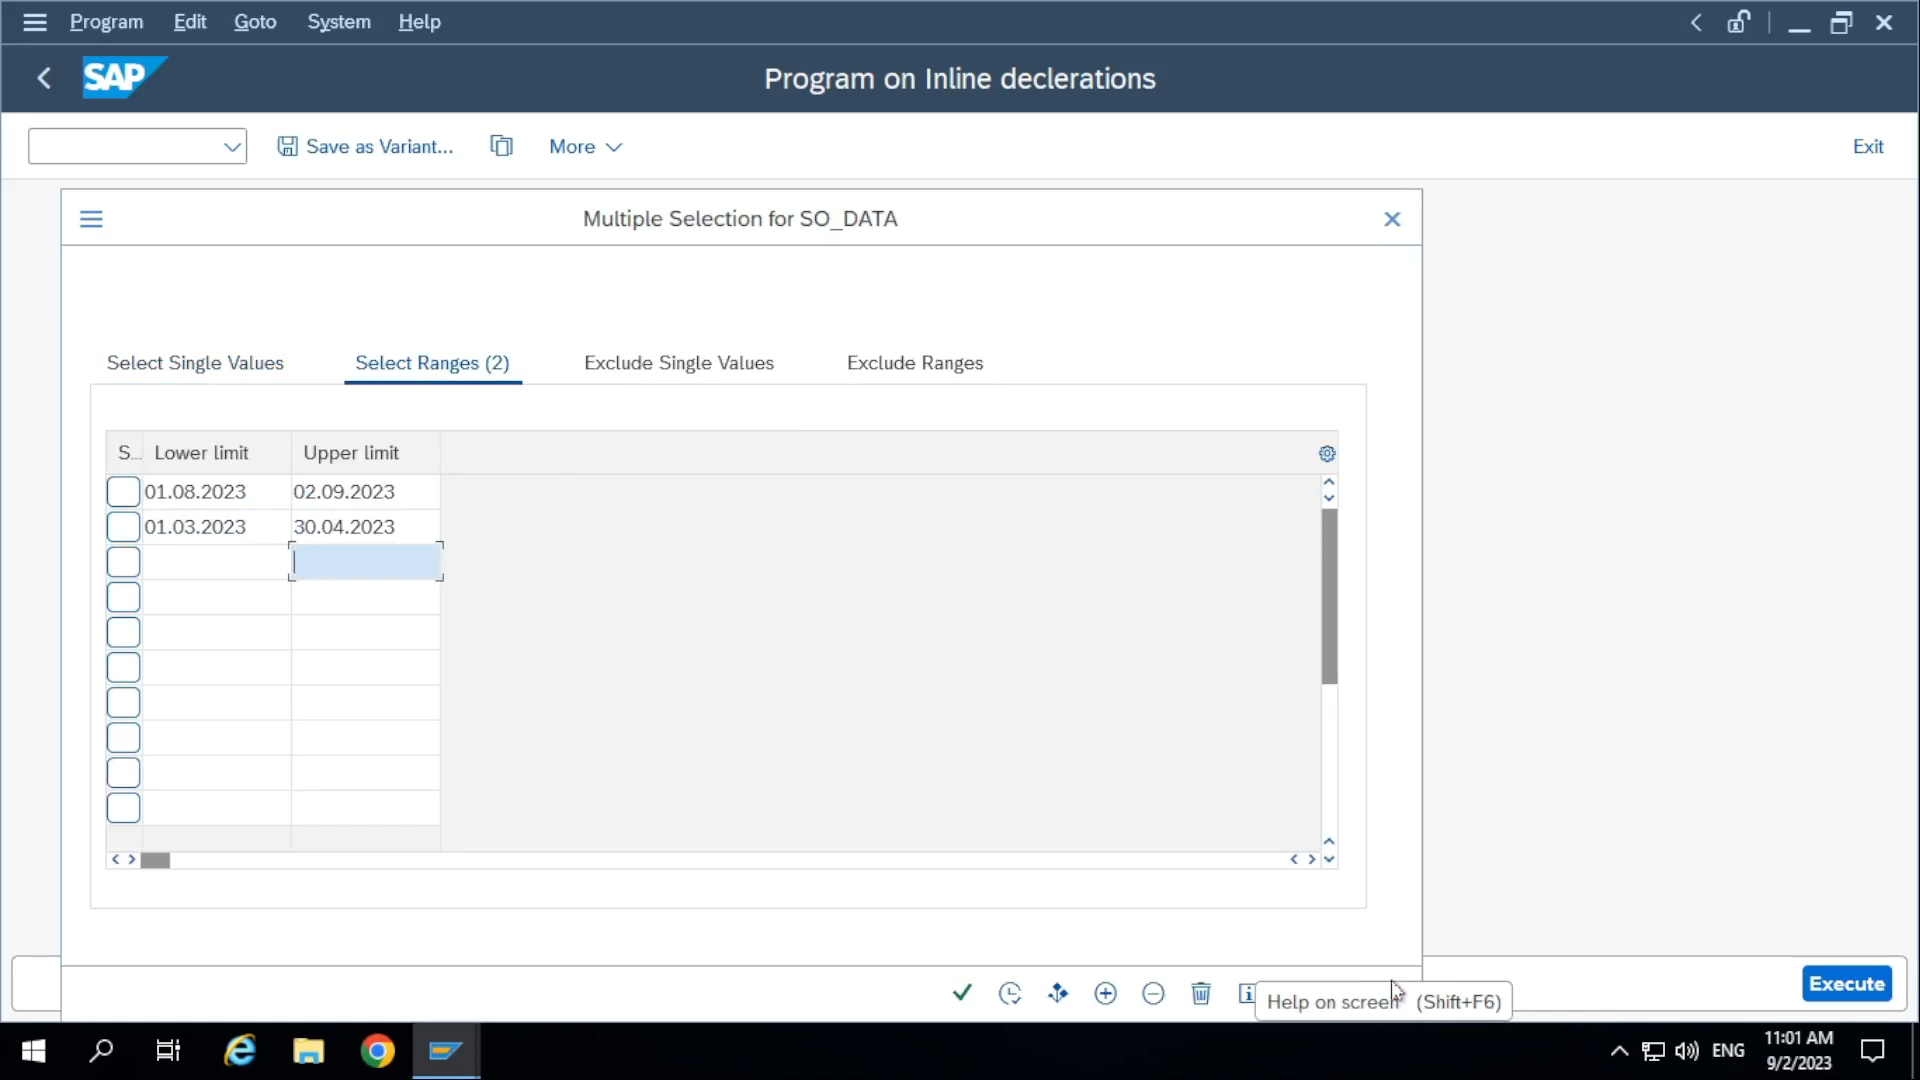 Program Edit Goto System Help
SAP Program on Inline declerations
Save as Variant... More Exit
Multiple Selection for SO_DATA
Select Single Values Select Ranges (2) Exclude Single Values Exclude Ranges
S... Lower limit Upper limit
01.08.2023 02.09.2023
01.03.2023 30.04.2023
Execute
Help on screen (Shift+F6)
ENG 11:01 AM
9/2/2023